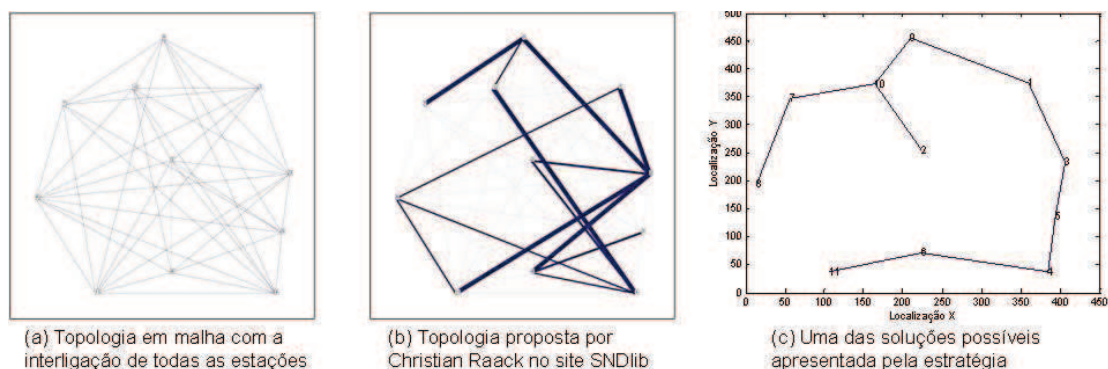 500
450
400
350
300
250
200
150
100
50
0
0 50 100 150 200 250 300 350 400 450
Localização Y
Localização X
9
10
1
7
2
3
5
4
11
(a) Topologia em malha com a
interligação de todas as estações
(b) Topologia proposta por
Christian Raack no site SNDlib
(c) Uma das soluções possíveis
apresentada pela estratégia